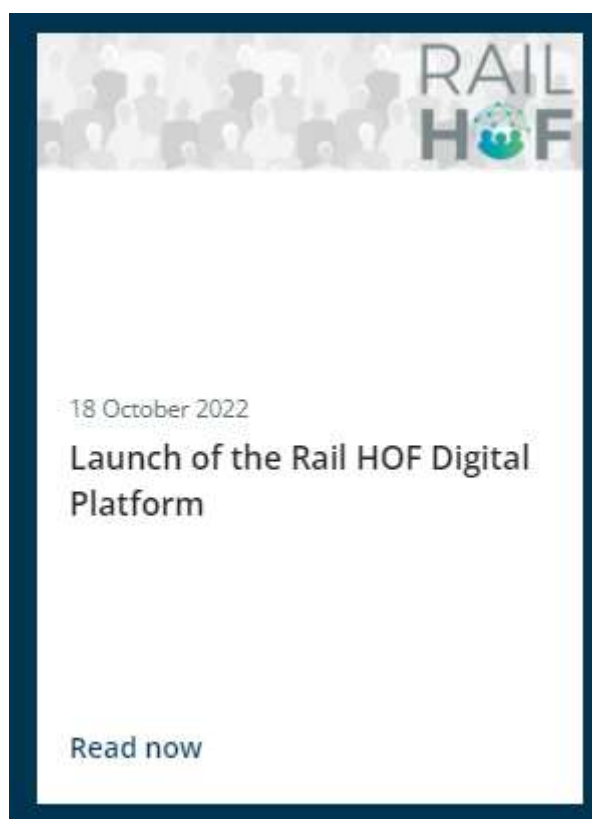 RAIL
HOF
18 October 2022
Launch of the Rail HOF Digital
Platform
Read now